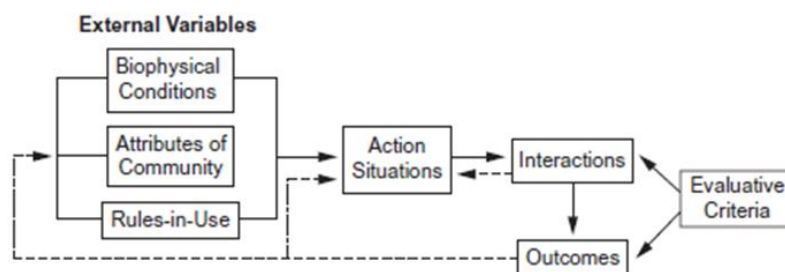 External Variables
Biophysical
Conditions
Attributes of
Community
Rules-in-Use
Action
Situations
Interactions
Outcomes
Evaluative
Criteria